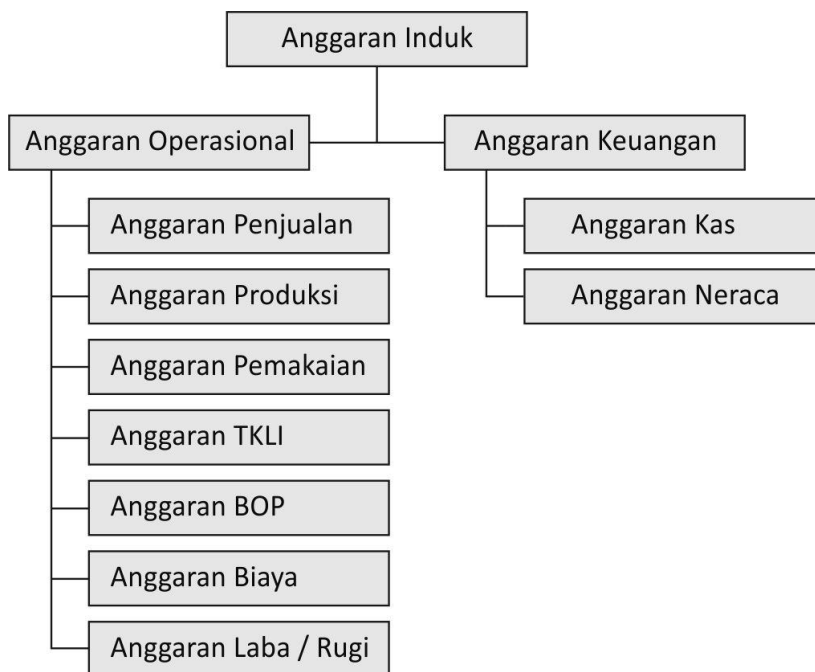 Anggaran Induk
Anggaran Operasional
Anggaran Keuangan
Anggaran Penjualan
Anggaran Produksi
Anggaran Pemakaian
Anggaran TKLI
Anggaran BOP
Anggaran Biaya
Anggaran Laba / Rugi
Anggaran Kas
Anggaran Neraca